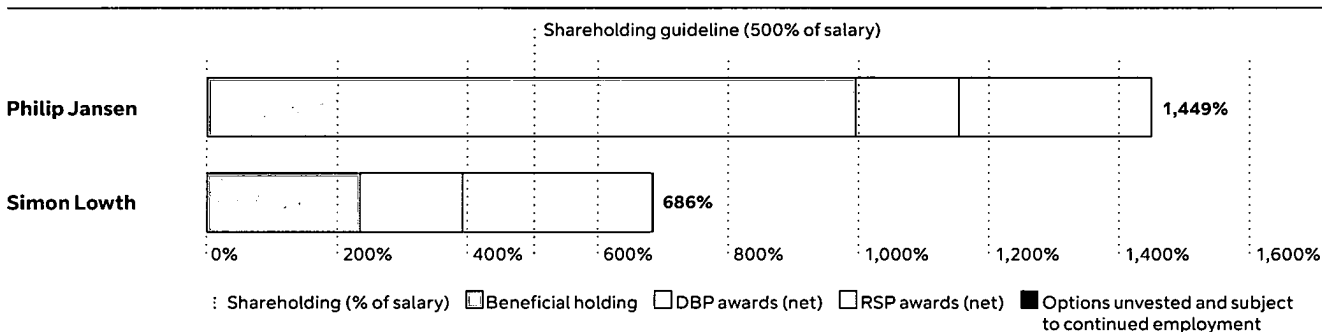 Shareholding guideline (500% of salary)
Philip Jansen
1,449%
Simon Lowth
686%
0% 200% 400% 600% 800% 1,000% 1,200% 1,400% 1,600%
Shareholding (% of salary) Beneficial holding DBP awards (net) RSP awards (net) Options unvested and subject
to continued employment